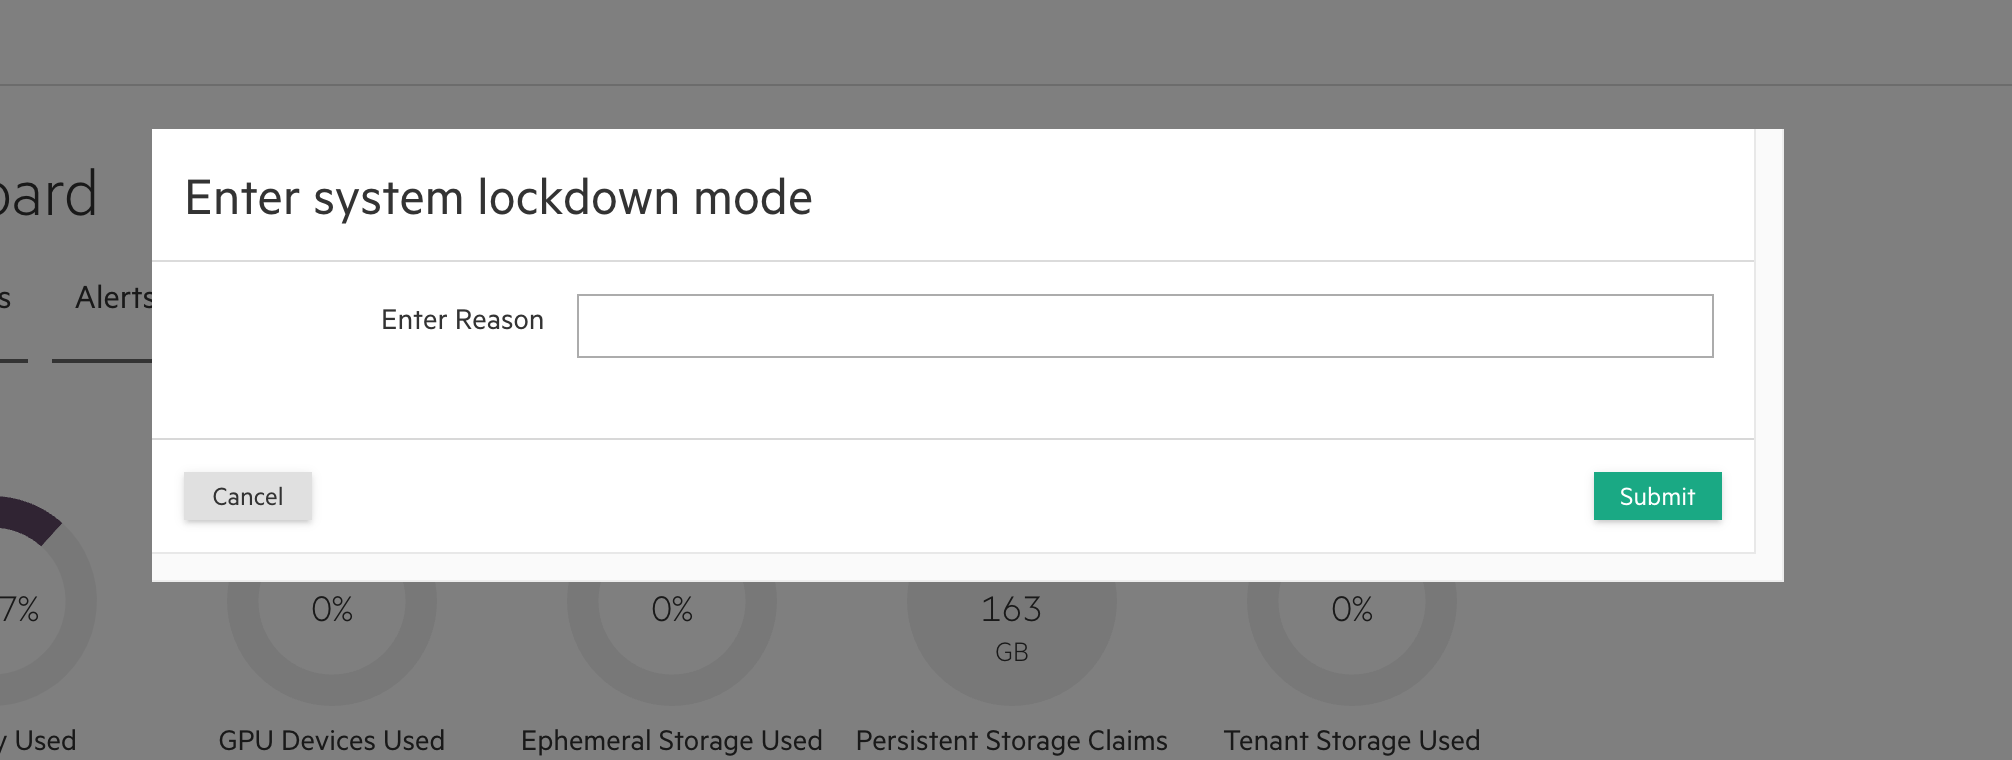 Enter system lockdown mode
Alerts
Enter Reason
Cancel
Submit
7%
0%
0%
163
GB
0%
Used
GPU Devices Used
Ephemeral Storage Used
Persistent Storage Claims
Tenant Storage Used